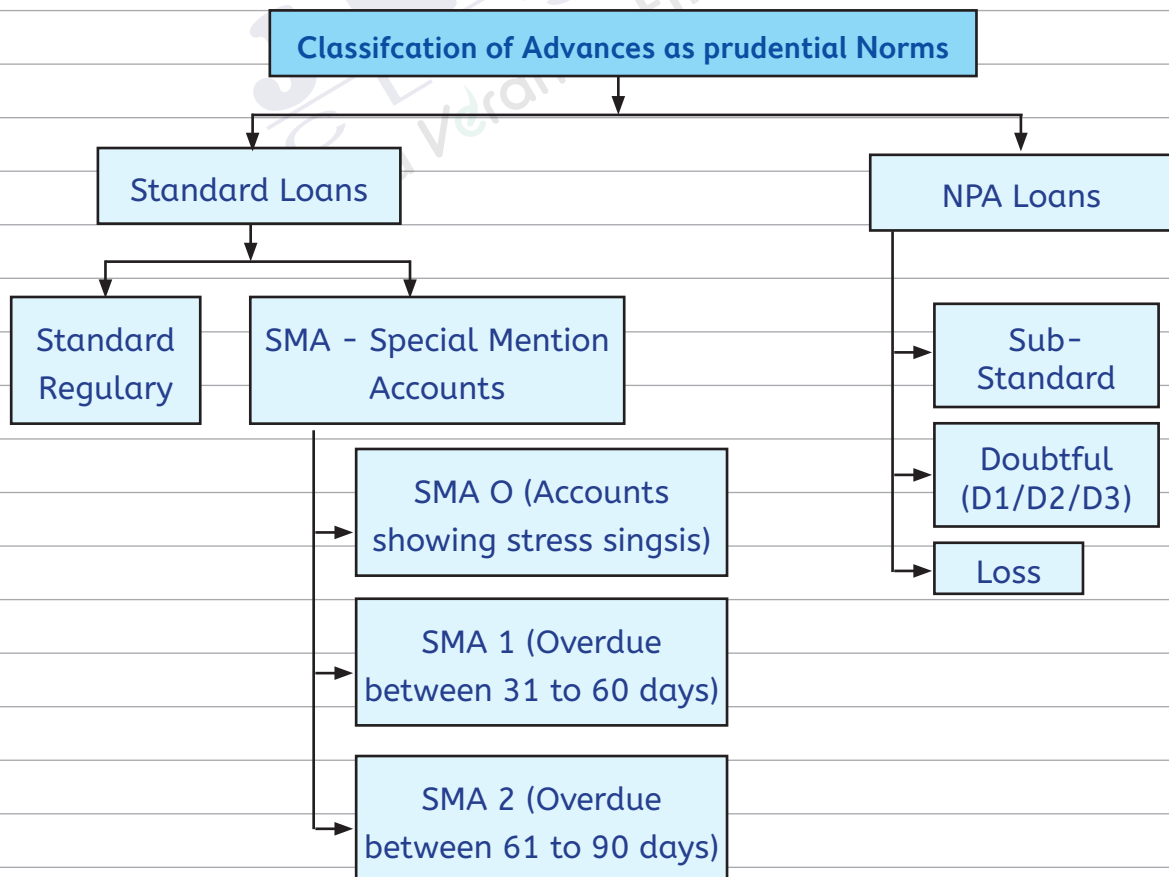 Classifcation of Advances as prudential Norms
Standard Loans
NPA Loans
Standard
Regulary
SMA - Special Mention
Accounts
SMA O (Accounts
showing stress singsis)
SMA 1 (Overdue
between 31 to 60 days)
SMA 2 (Overdue
between 61 to 90 days)
Sub-
Standard
Doubtful
(D1/D2/D3)
Loss